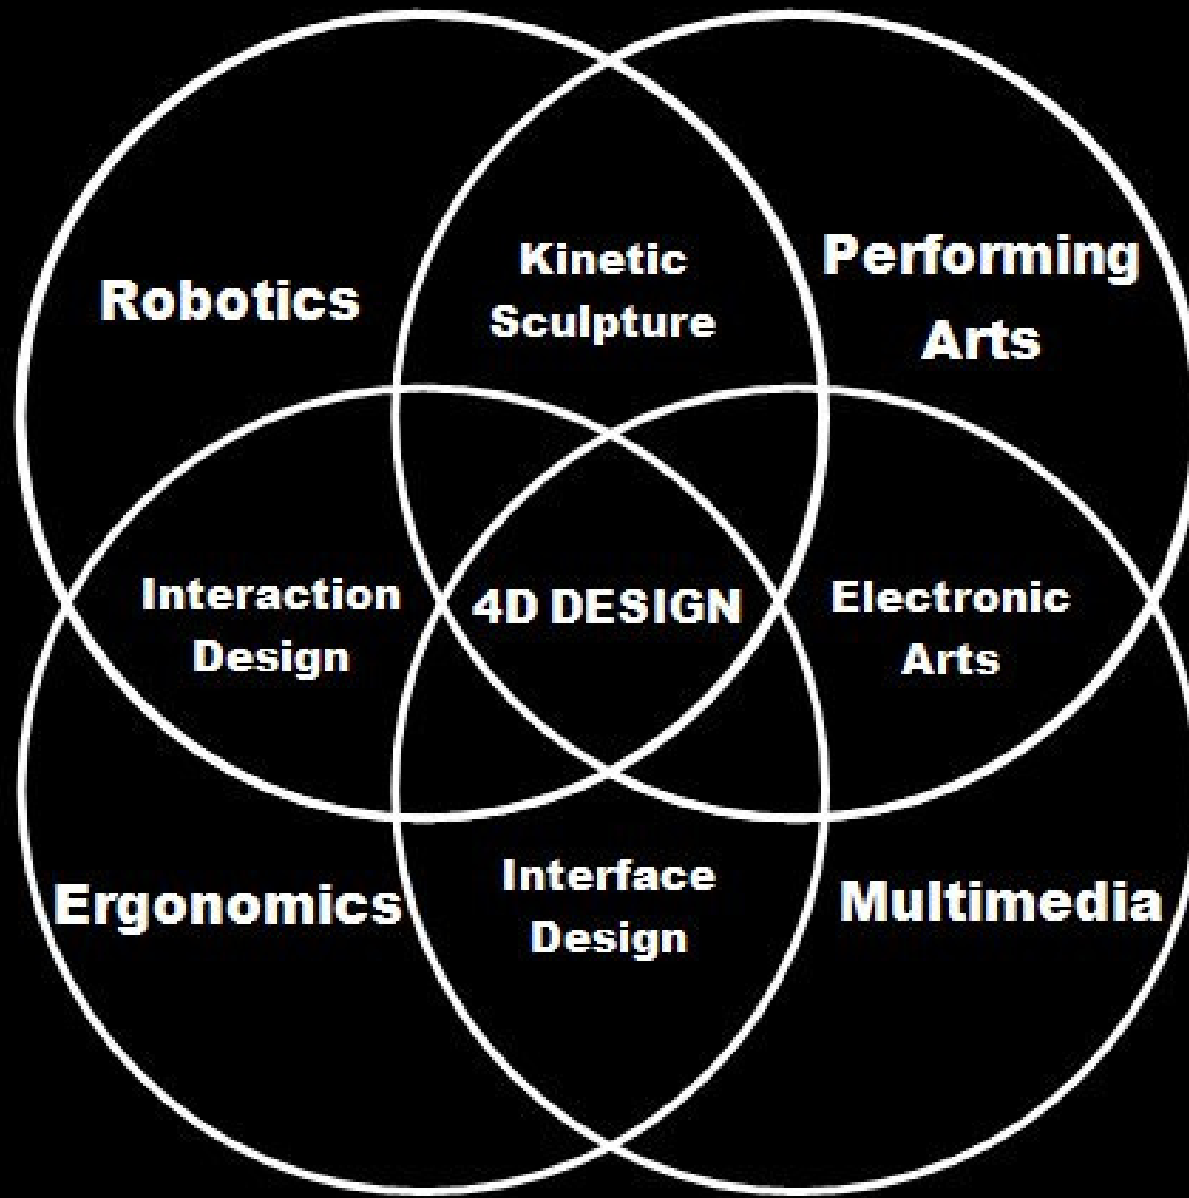 Robotics
Kinetic
Sculpture
Performing
Arts
Interaction
Design
4D DESIGN
Electronic
Arts
Ergonomics
Interface
Design
Multimedia